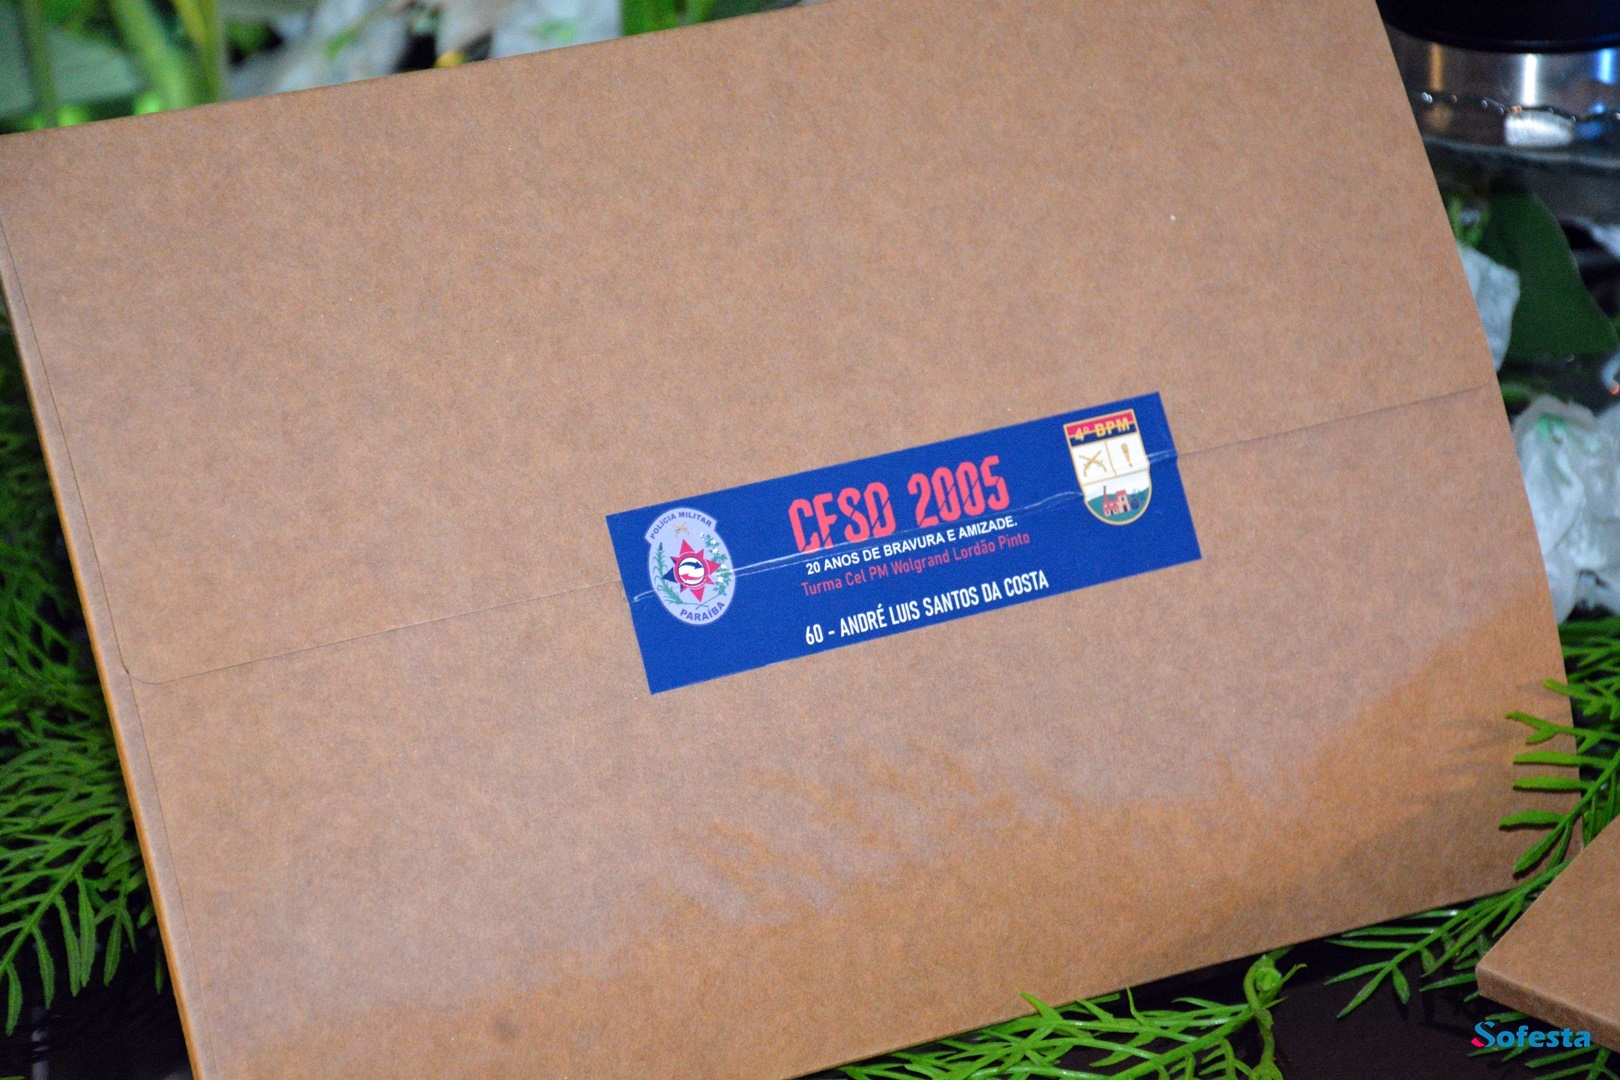 POLÍCIA MILITAR
PARAÍBA
CFSD 2005
20 ANOS DE BRAVURA E AMIZADE.
Turma Cel PM Wolgrand Lordão Pinto
60 - ANDRÉ LUIS SANTOS DA COSTA
4º BPM
Sofesta